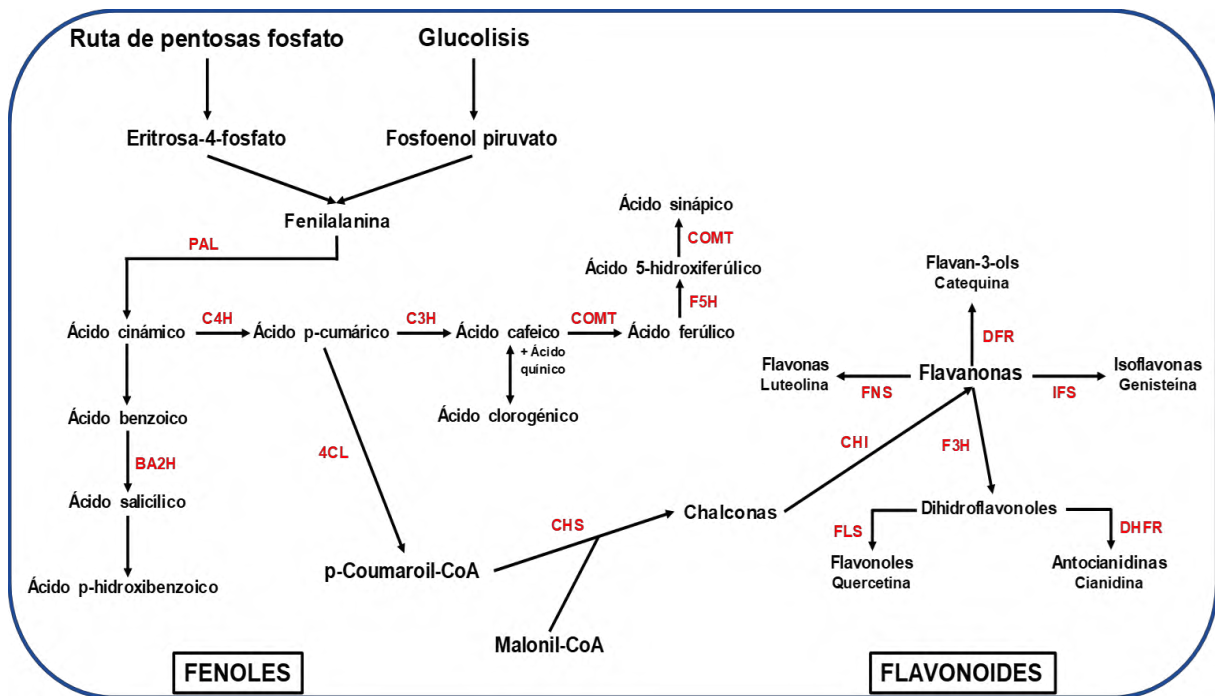 Ruta de pentosas fosfato
Glucolisis
Eritrosa-4-fosfato
Fosfoenol piruvato
Fenilalanina
PAL
Ácido sinápico
COMT
Ácido 5-hidroxiferúlico
F5H
Ácido cinámico
C4H
Ácido p-cumárico
C3H
Ácido cafeico
COMT
Ácido ferúlico
+ Ácido
quínico
Ácido clorogénico
Ácido benzoico
BA2H
Ácido salicílico
Ácido p-hidroxibenzoico
4CL
p-Coumaroil-CoA
CHS
Malonil-CoA
Chalconas
CHI
Flavan-3-ols
Catequina
DFR
Flavonas
Luteolina
FNS
Flavanonas
IFS
Isoflavonas
Genisteína
F3H
Dihidroflavonoles
FLS
DHFR
Flavonoles
Quercetina
Antocianidinas
Cianidina
FENOLES
FLAVONOIDES